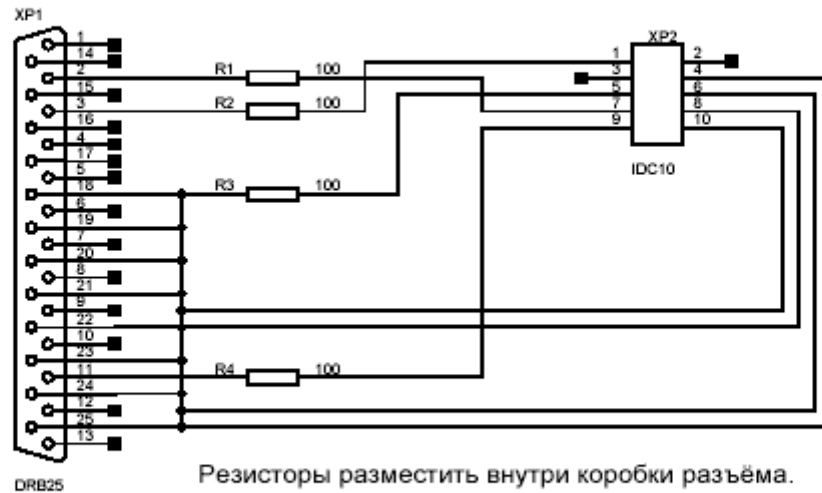 XP1
1
14
2 R1 100
15
3 R2 100
16
4
17
5
18 R3 100
6
19
7
20
8
21
9
22
10
23
11 R4 100
24
12
25
13
DRB25
XP2
1 2
3 4
5 6
7 8
9 10
IDC10
Резисторы разместить внутри коробки разъёма.